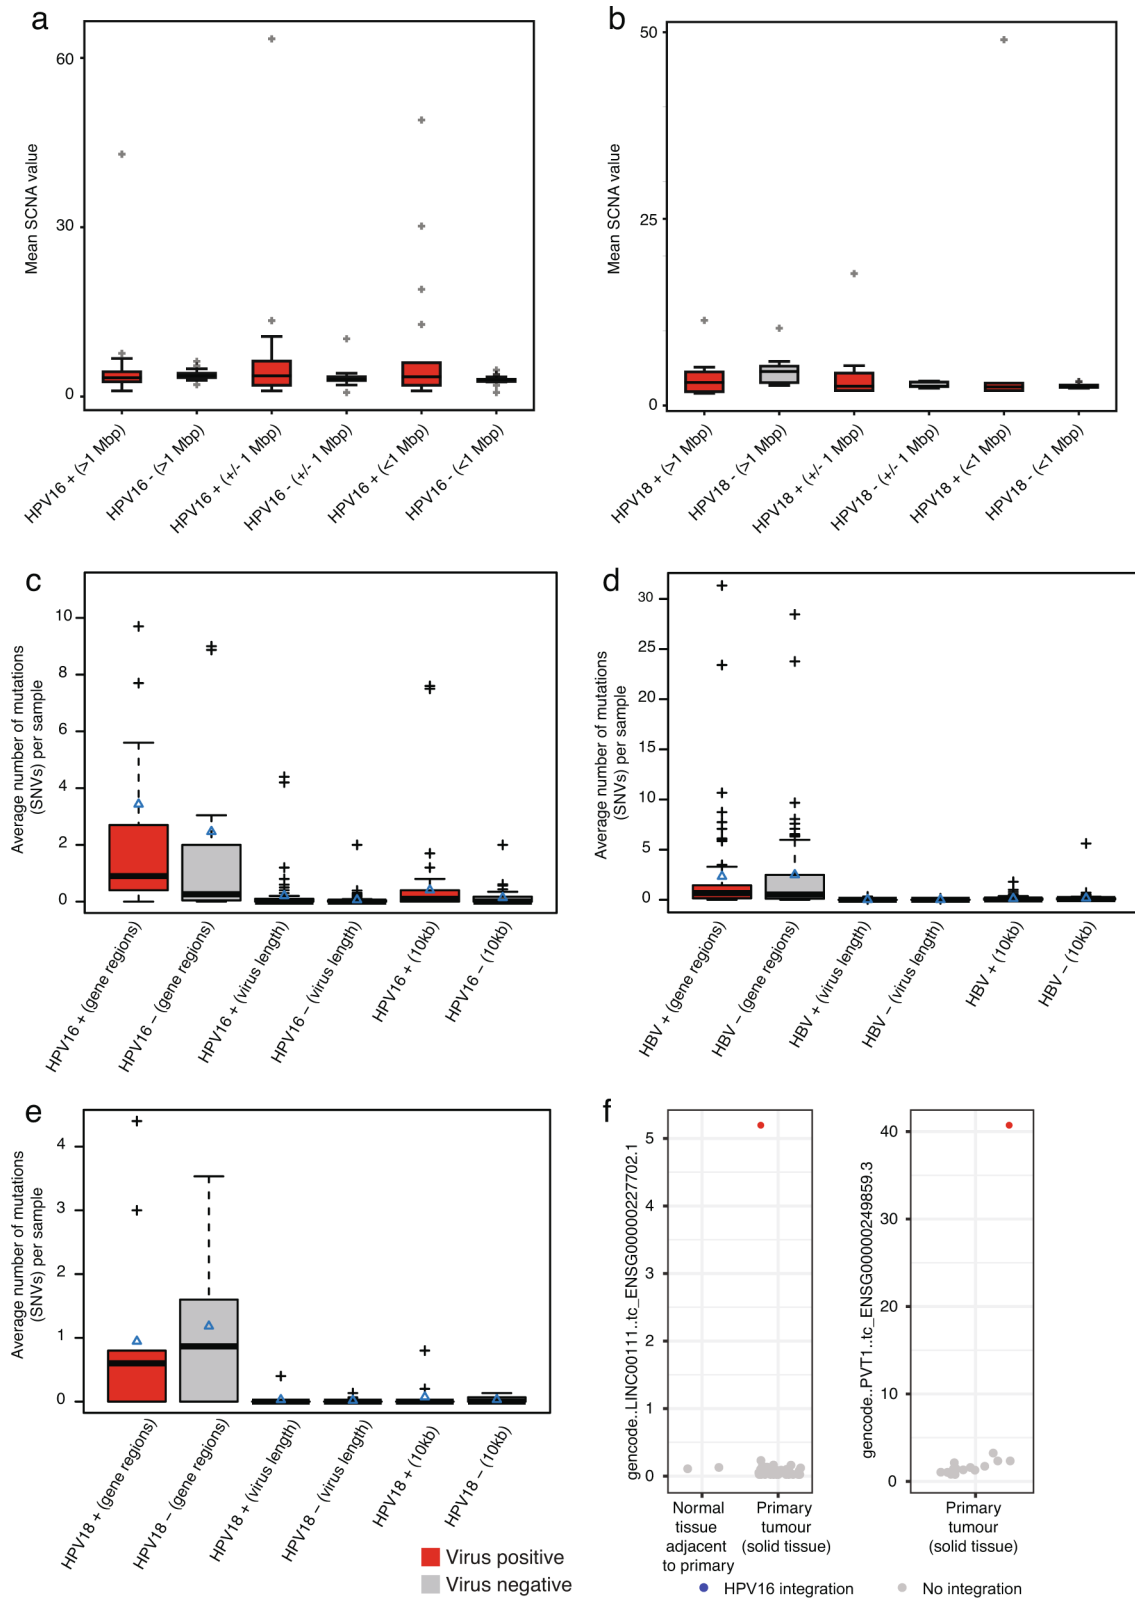 a
60
30
0
Mean SCNA value
HPV16 + (>1 Mbp)
HPV16 - (>1 Mbp)
HPV16 + (+/- 1 Mbp)
HPV16 - (+/- 1 Mbp)
HPV16 + (<1 Mbp)
HPV16 - (<1 Mbp)
b
50
25
0
Mean SCNA value
HPV18 + (>1 Mbp)
HPV18 - (>1 Mbp)
HPV18 + (+/- 1 Mbp)
HPV18 - (+/- 1 Mbp)
HPV18 + (<1 Mbp)
HPV18 - (<1 Mbp)
c
10
8
6
4
2
0
Average number of mutations
(SNVs) per sample
HPV16 + (gene regions)
HPV16 – (gene regions)
HPV16 + (virus length)
HPV16 – (virus length)
HPV16 + (10kb)
HPV16 – (10kb)
d
30
25
20
15
10
5
0
Average number of mutations
(SNVs) per sample
HBV + (gene regions)
HBV – (gene regions)
HBV + (virus length)
HBV – (virus length)
HBV + (10kb)
HBV – (10kb)
e
4
3
2
1
0
Average number of mutations
(SNVs) per sample
HPV18 + (gene regions)
HPV18 – (gene regions)
HPV18 + (virus length)
HPV18 – (virus length)
HPV18 + (10kb)
HPV18 – (10kb)
Virus positive
Virus negative
f
5
4
3
2
1
0
gencode..LINC00111..tc_ENSG00000227702.1
Normal
tissue
adjacent
to primary
Primary
tumour
(solid tissue)
40
30
20
10
0
gencode..PVT1..tc_ENSG00000249859.3
Primary
tumour
(solid tissue)
HPV16 integration
No integration